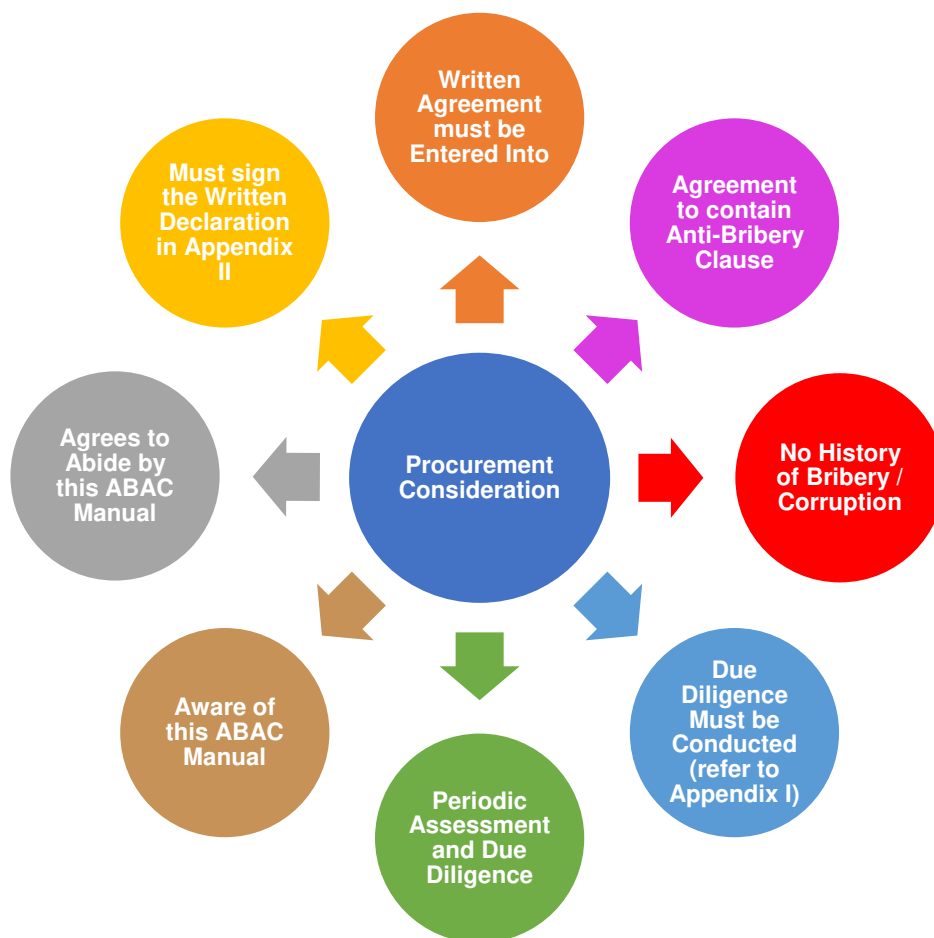 Written
Agreement
must be
Entered Into
Must sign
the Written
Declaration
in Appendix
II
Agreement
to contain
Anti-Bribery
Clause
Agrees to
Abide by
this ABAC
Manual
Procurement
Consideration
No History
of Bribery /
Corruption
Aware of
this ABAC
Manual
Due
Diligence
Must be
Conducted
(refer to
Appendix I)
Periodic
Assessment
and Due
Diligence